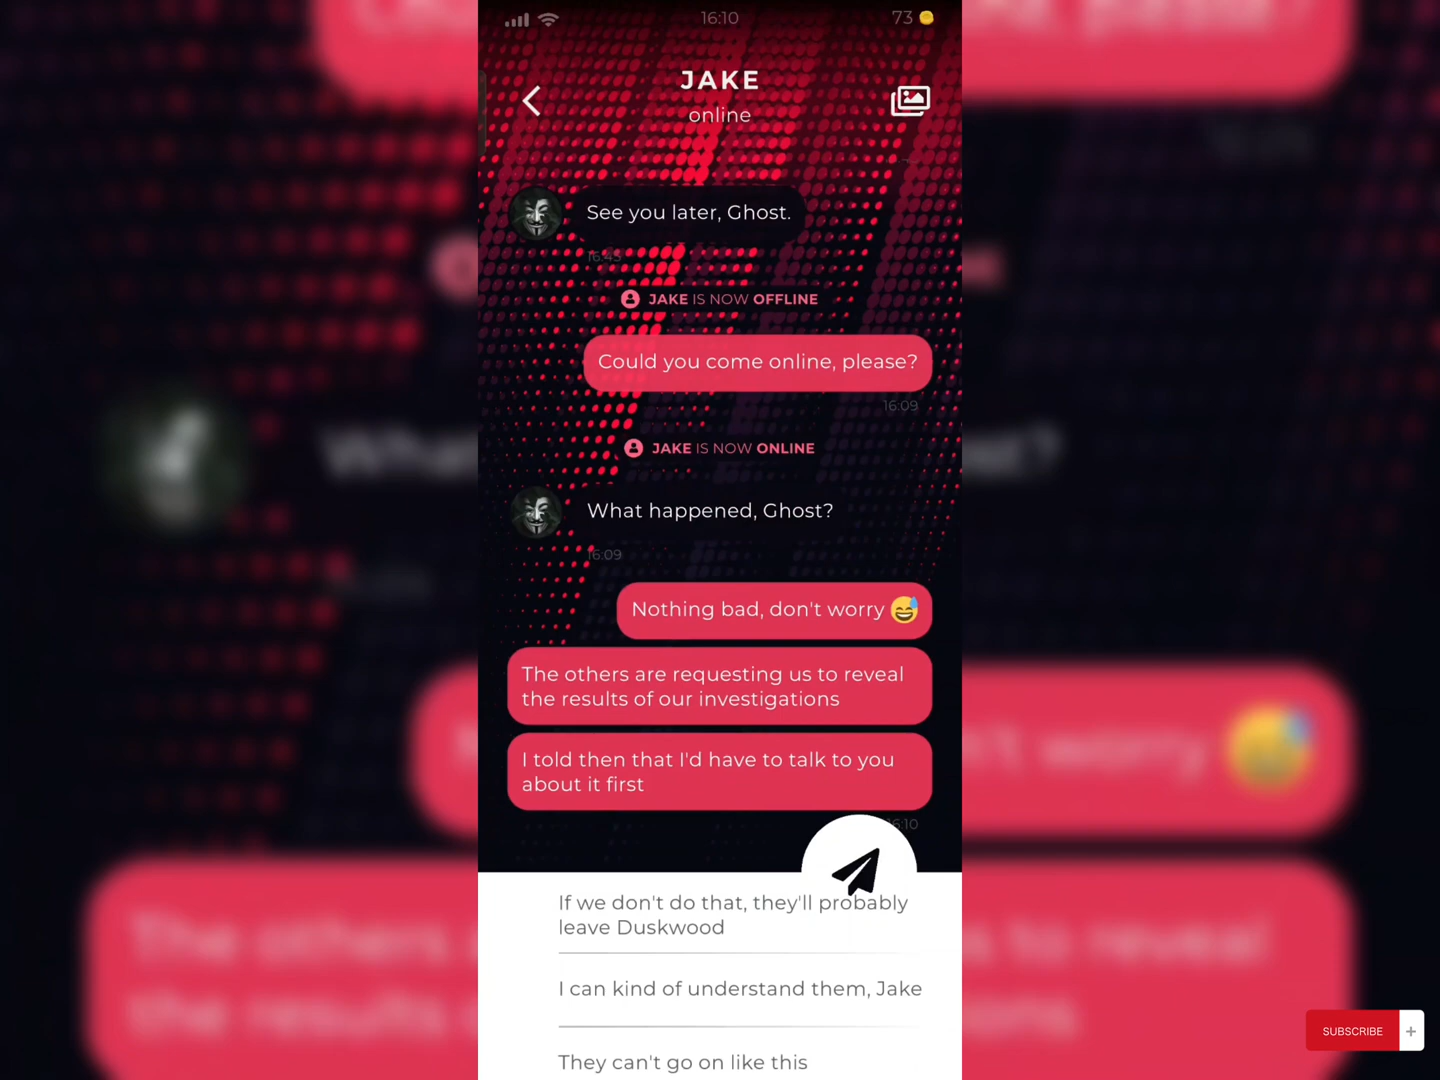 16:10
73
JAKE
online
See you later, Ghost.
16:43
JAKE IS NOW OFFLINE
Could you come online, please?
16:09
JAKE IS NOW ONLINE
What happened, Ghost?
16:09
Nothing bad, don't worry 😅
The others are requesting us to reveal
the results of our investigations
I told then that I'd have to talk to you
about it first
16:10
If we don't do that, they'll probably
leave Duskwood
I can kind of understand them, Jake
They can't go on like this
SUBSCRIBE +